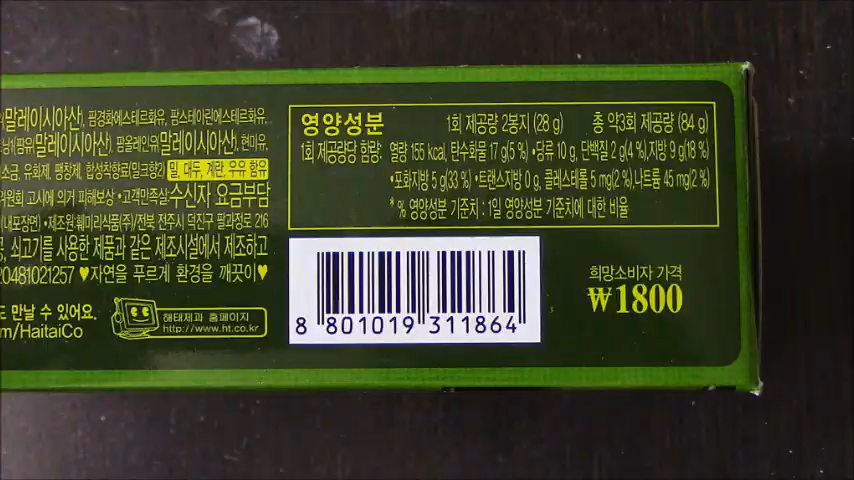 말레이시아산), 팜경화에스테르화유, 팜스테아린에스테르화유,
(팜유(말레이시아산), 팜올레인유(말레이시아산), 현미유,
소금, 유화제, 팽창제, 합성착향료(밀크향) 밀, 대두, 계란, 우유 함유
위원회 고시에 의거 피해보상 •고객만족실:수신자 요금부담
(내포장면) •제조원:훼미리식품(주)/전북 전주시 덕진구 팔과정로 216
쇠고기를 사용한 제품과 같은 제조시설에서 제조하고
20481021257 ♥자연을 푸르게 환경을 깨끗이♥
도 만날 수 있어요.
m/HaitaiCo
해태제과 홈페이지
http://www.ht.co.kr
영양성분 1회 제공량 2봉지 (28 g) 총 약3회 제공량 (84 g)
1회 제공량당 함량: 열량 155 kcal, 탄수화물 17 g(5 %) •당류 10 g, 단백질 2 g(4 %),지방 9 g(18 %)
•포화지방 5 g(33 %) •트랜스지방 0 g, 콜레스테롤 5 mg(2 %),나트륨 45 mg(2 %)
* % 영양성분 기준치 : 1일 영양성분 기준치에 대한 비율
8 801019 311864
희망소비자 가격
₩1800